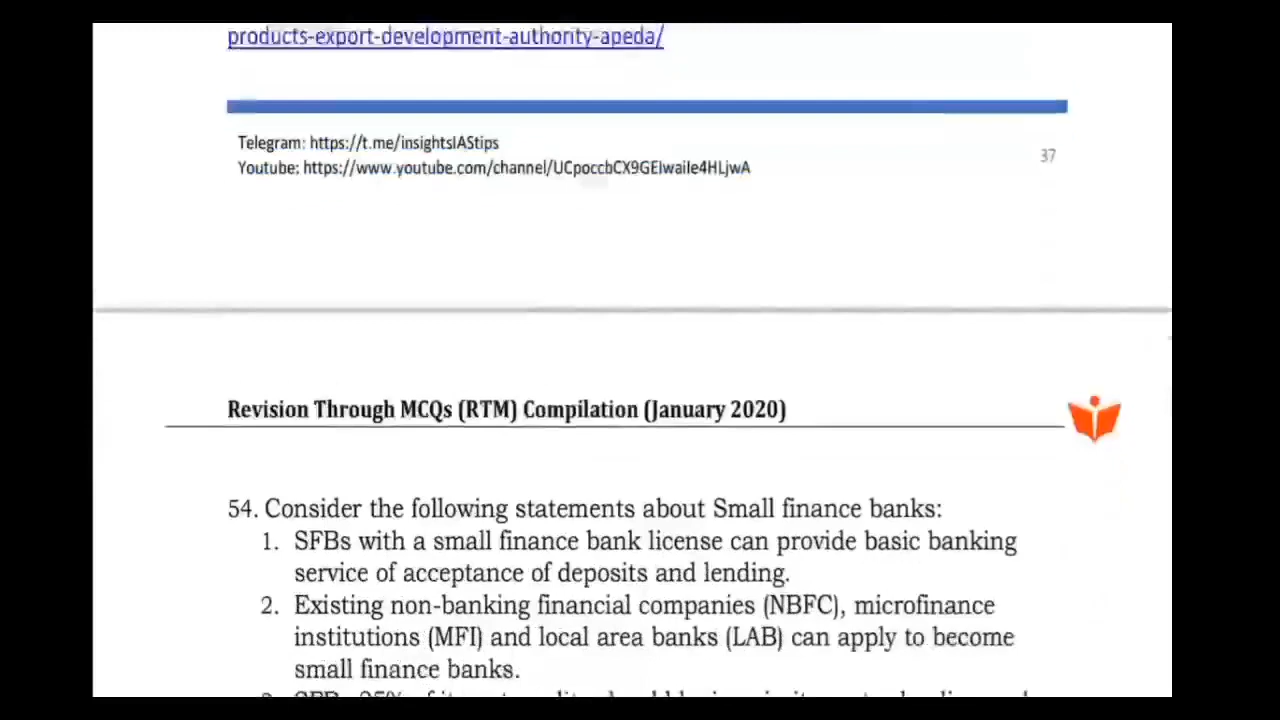 products-export-development-authority-apeda/
Telegram: https://t.me/insightsIAStips
Youtube: https://www.youtube.com/channel/UCpoccbCX9GEIwaiIe4HLjwA
37
Revision Through MCQs (RTM) Compilation (January 2020)
54. Consider the following statements about Small finance banks:
1. SFBs with a small finance bank license can provide basic banking
service of acceptance of deposits and lending.
2. Existing non-banking financial companies (NBFC), microfinance
institutions (MFI) and local area banks (LAB) can apply to become
small finance banks.